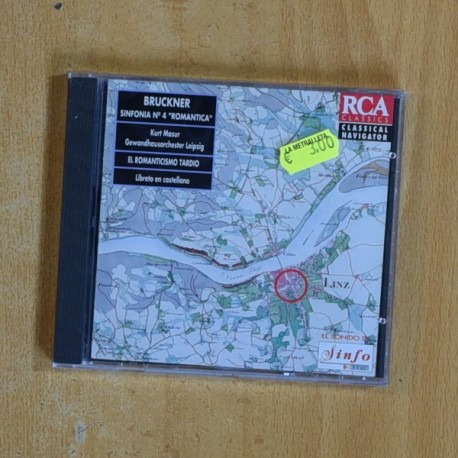 BRUCKNER
SINFONIA Nº 4 "ROMANTICA"
Kurt Masur
Gewandhausorchester Leipzig
EL ROMANTICISMO TARDIO
Libreto en castellano
LA METRALLETA
€ 3,00
RCA
CLASSICS
CLASSICAL
NAVIGATOR
LINZ
EL SONIDO DE
Sinfo